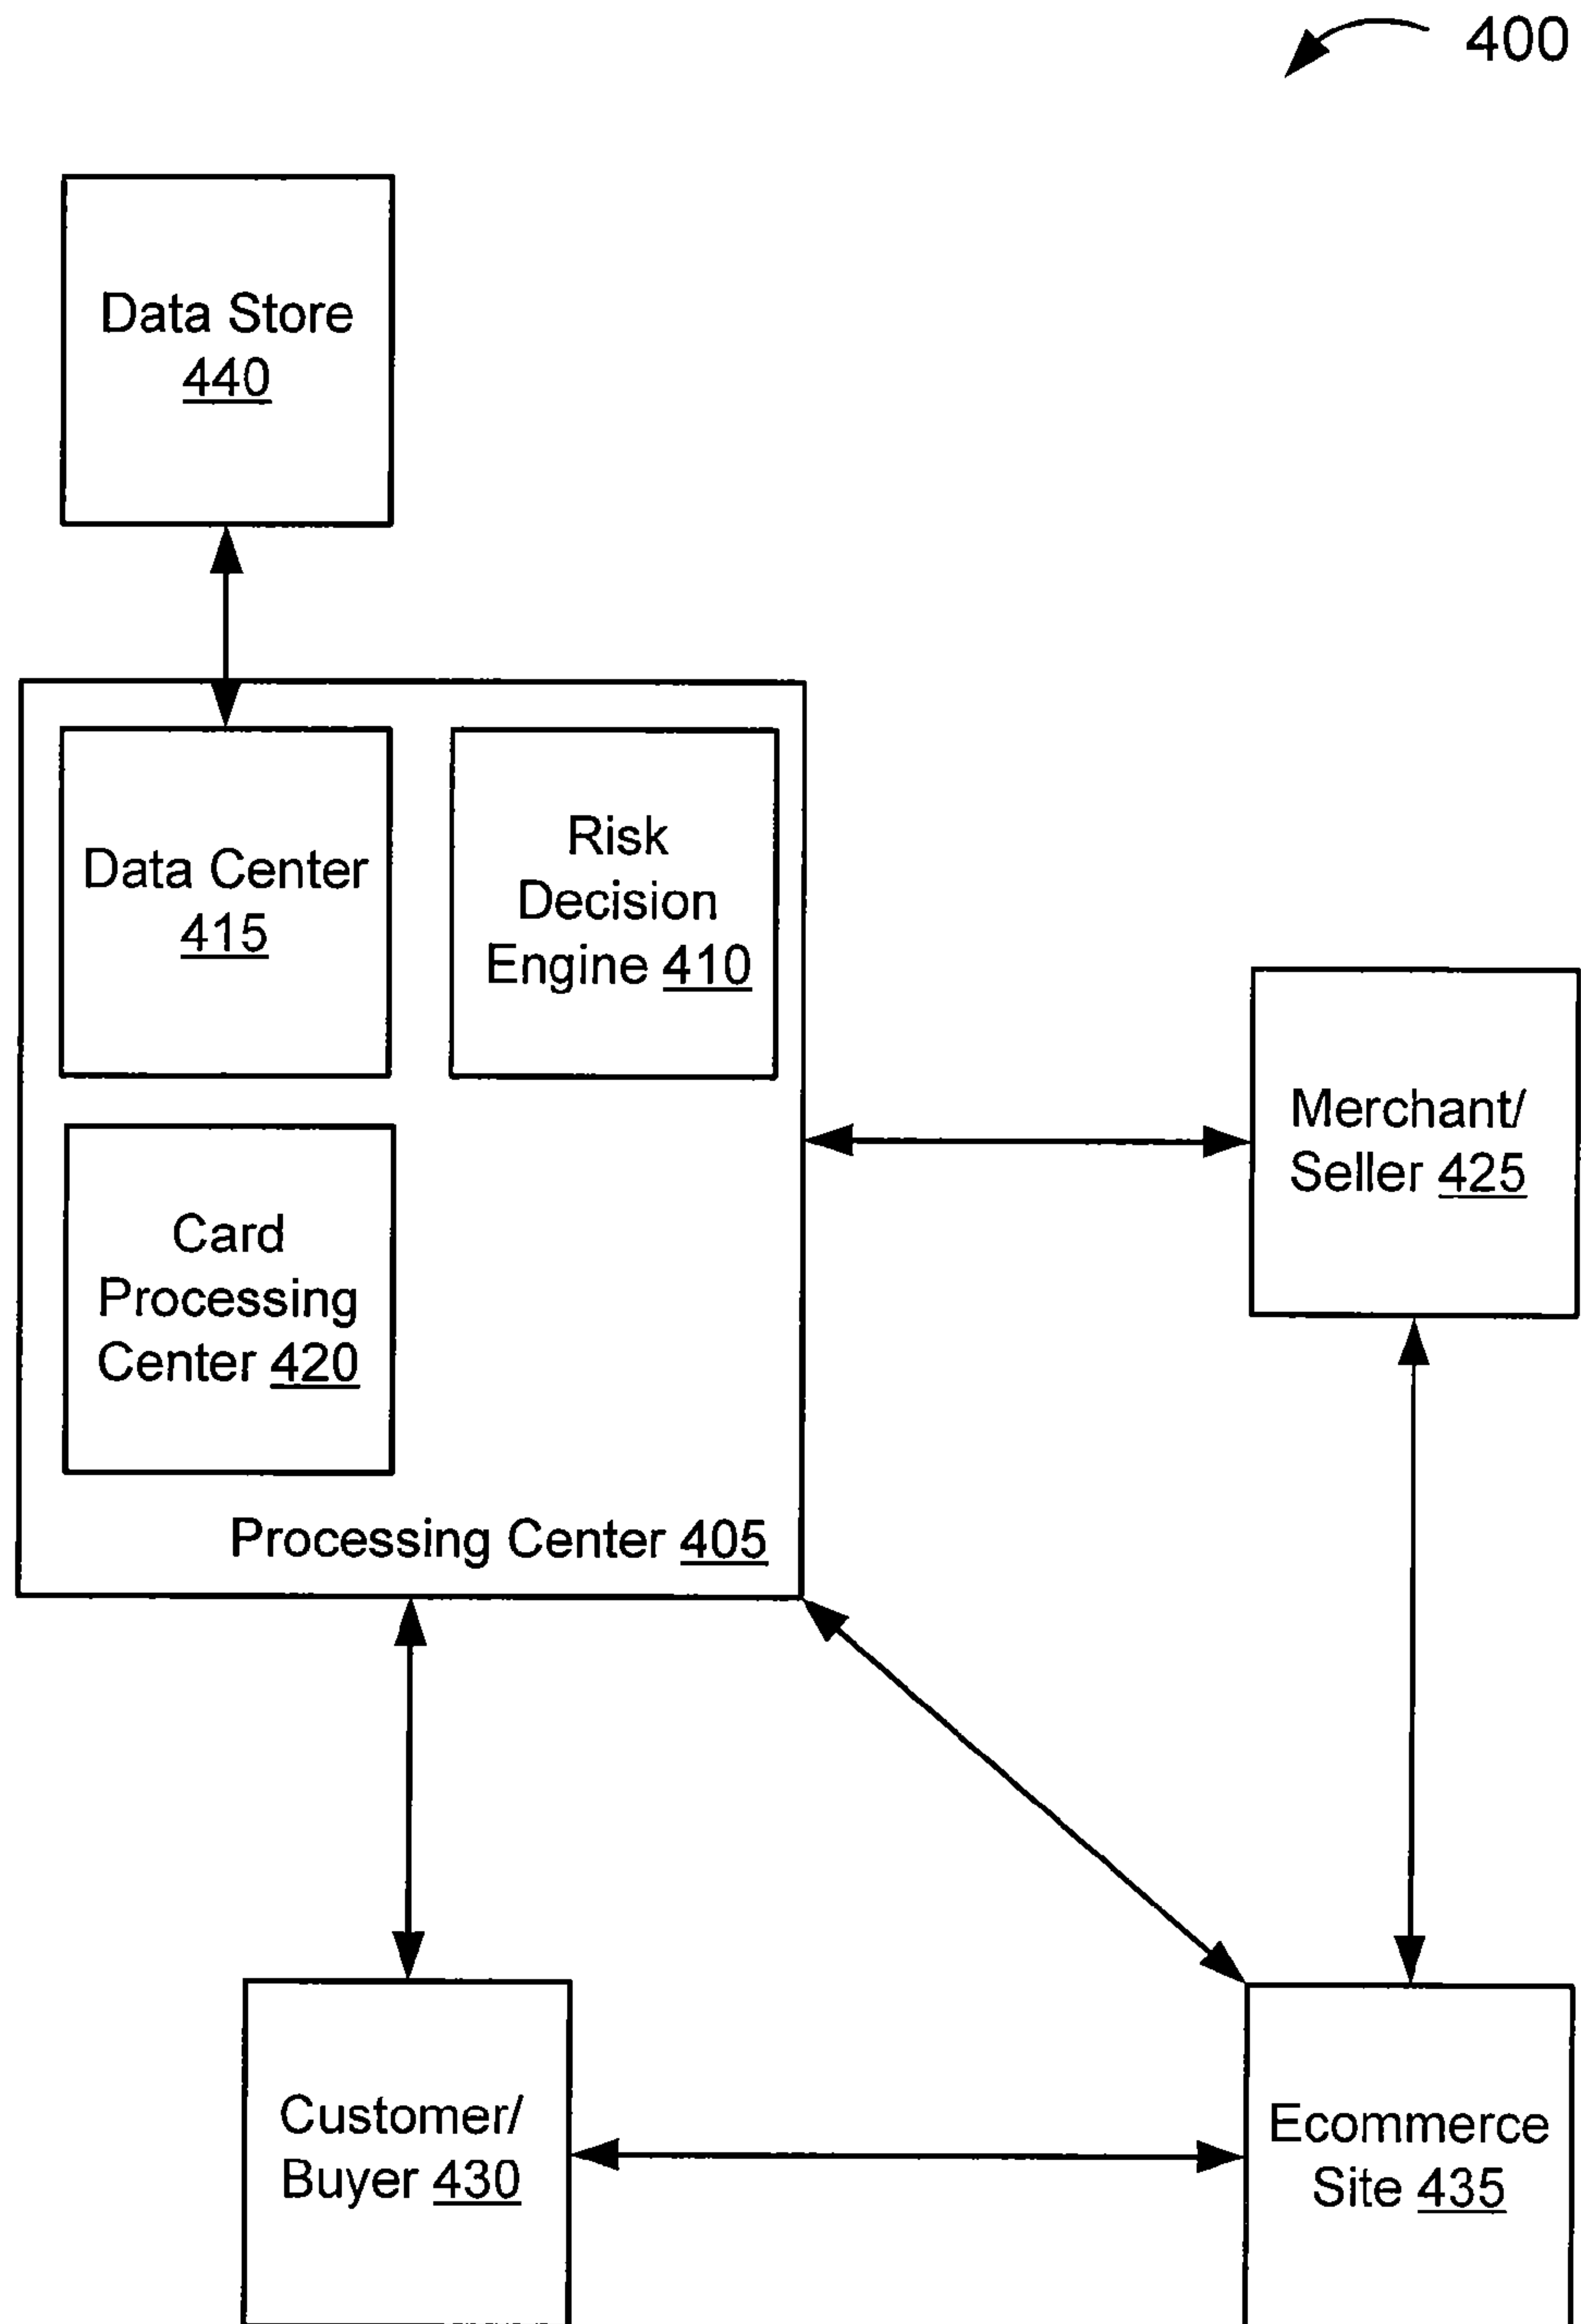 400
Data Store
440
Data Center
415
Risk
Decision
Engine 410
Merchant/
Seller 425
Card
Processing
Center 420
Processing Center 405
Customer/
Buyer 430
Ecommerce
Site 435